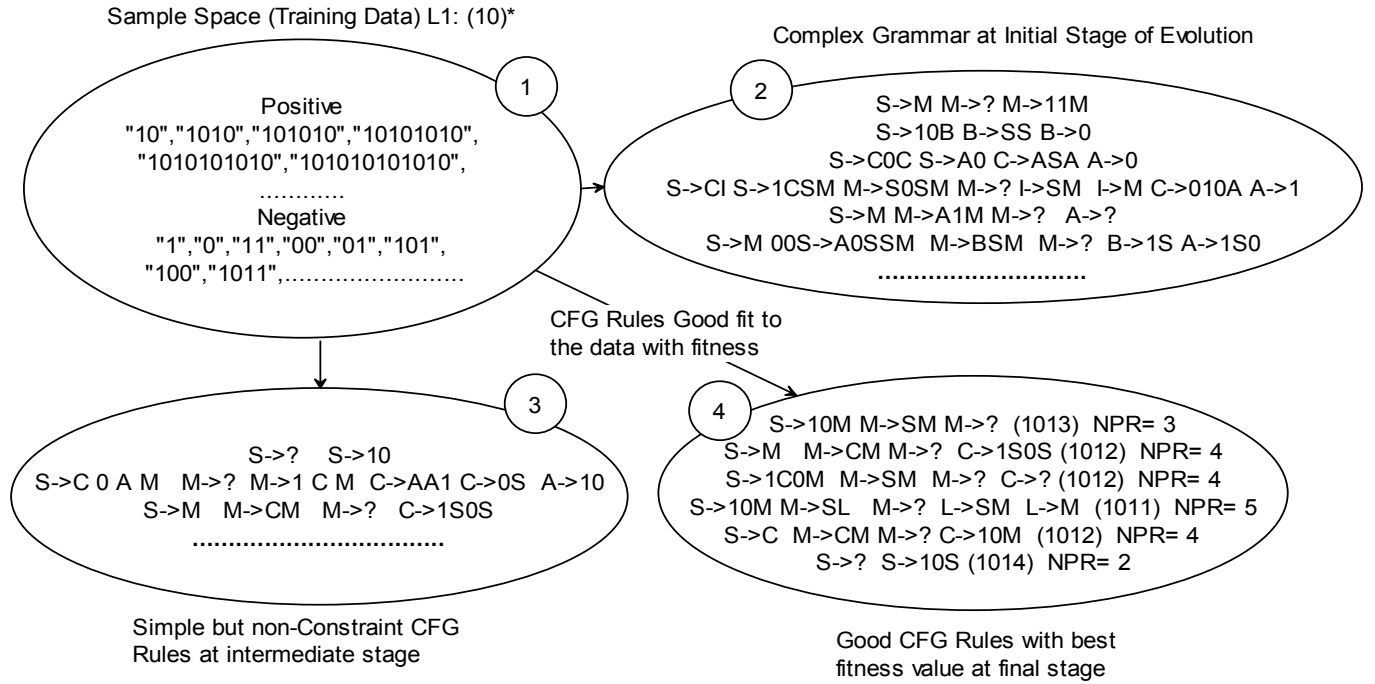 Sample Space (Training Data) L1: (10)*
1
Positive
"10","1010","101010","10101010",
"1010101010","101010101010",
............
Negative
"1","0","11","00","01","101",
"100","1011",..........................
Complex Grammar at Initial Stage of Evolution
2
S->M M->? M->11M
S->10B B->SS B->0
S->C0C S->A0 C->ASA A->0
S->CI S->1CSM M->S0SM M->? I->SM I->M C->010A A->1
S->M M->A1M M->? A->?
S->M 00S->A0SSM M->BSM M->? B->1S A->1S0
.............................
CFG Rules Good fit to
the data with fitness
3
S->? S->10
S->C 0 A M M->? M->1 C M C->AA1 C->0S A->10
S->M M->CM M->? C->1S0S
...................................
Simple but non-Constraint CFG
Rules at intermediate stage
4
S->10M M->SM M->? (1013) NPR= 3
S->M M->CM M->? C->1S0S (1012) NPR= 4
S->1C0M M->SM M->? C->? (1012) NPR= 4
S->10M M->SL M->? L->SM L->M (1011) NPR= 5
S->C M->CM M->? C->10M (1012) NPR= 4
S->? S->10S (1014) NPR= 2
Good CFG Rules with best
fitness value at final stage